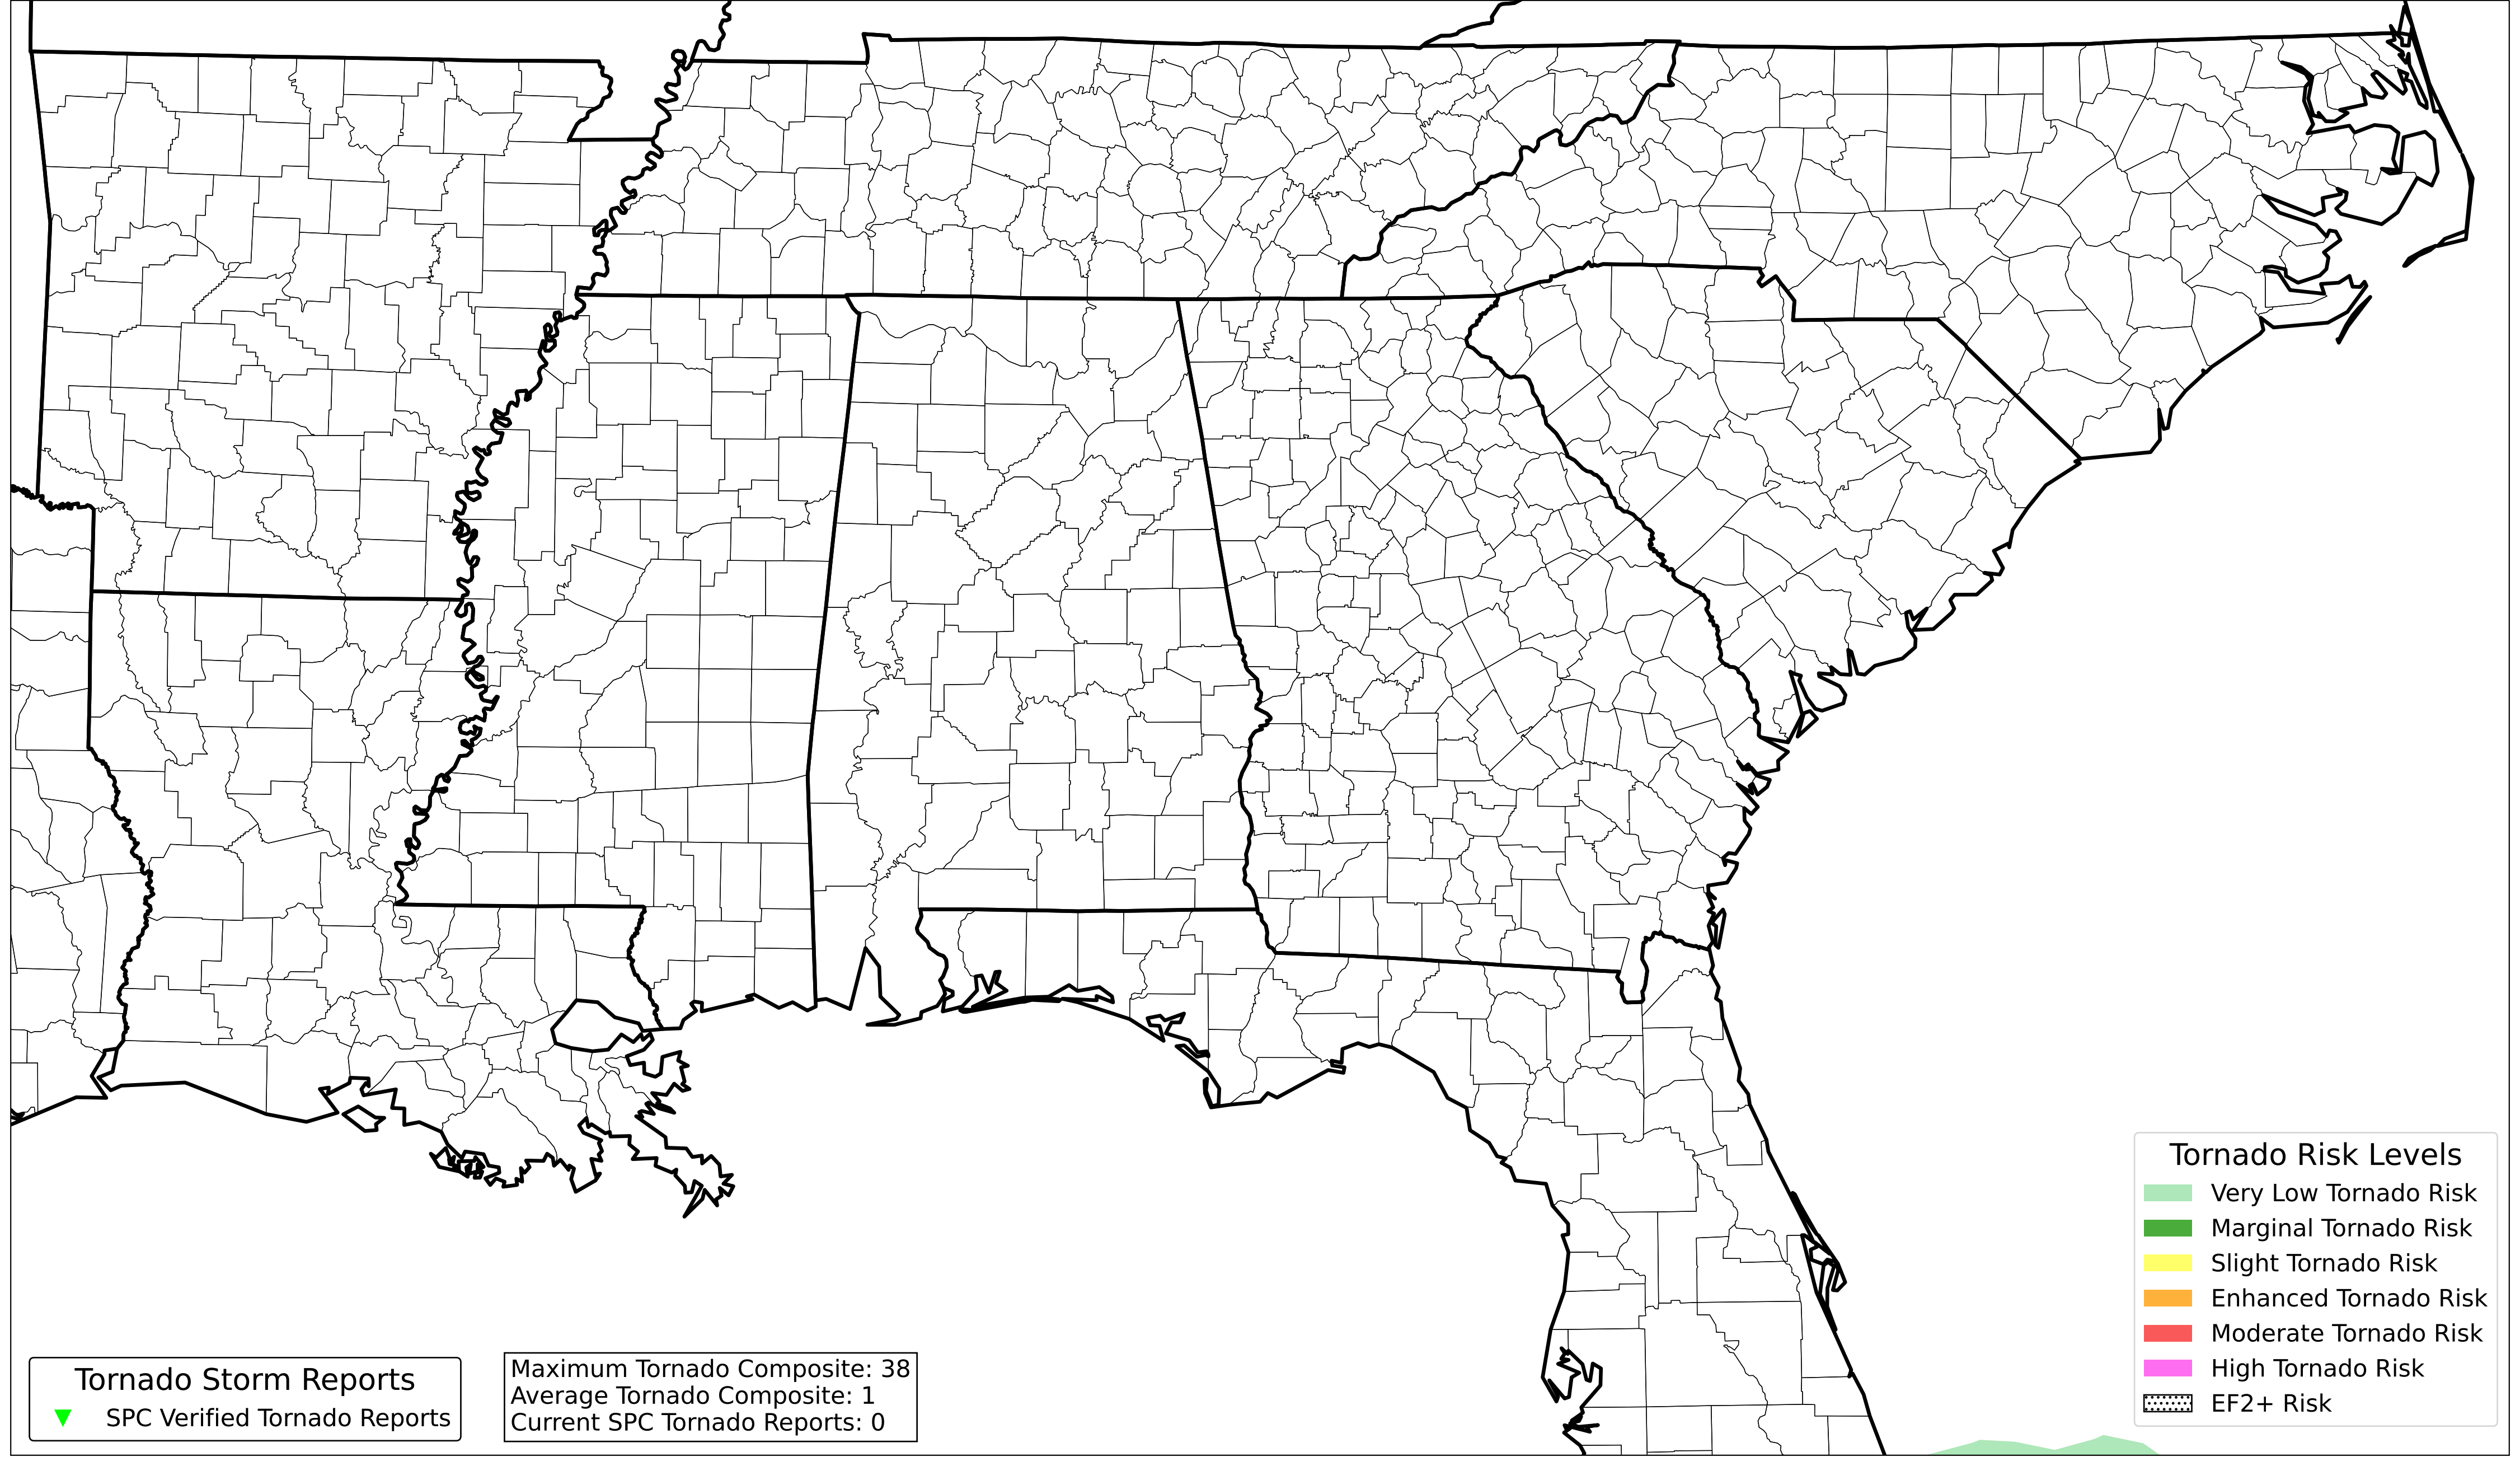 Tornado Storm Reports
SPC Verified Tornado Reports
Maximum Tornado Composite: 38
Average Tornado Composite: 1
Current SPC Tornado Reports: 0
Tornado Risk Levels
Very Low Tornado Risk
Marginal Tornado Risk
Slight Tornado Risk
Enhanced Tornado Risk
Moderate Tornado Risk
High Tornado Risk
EF2+ Risk